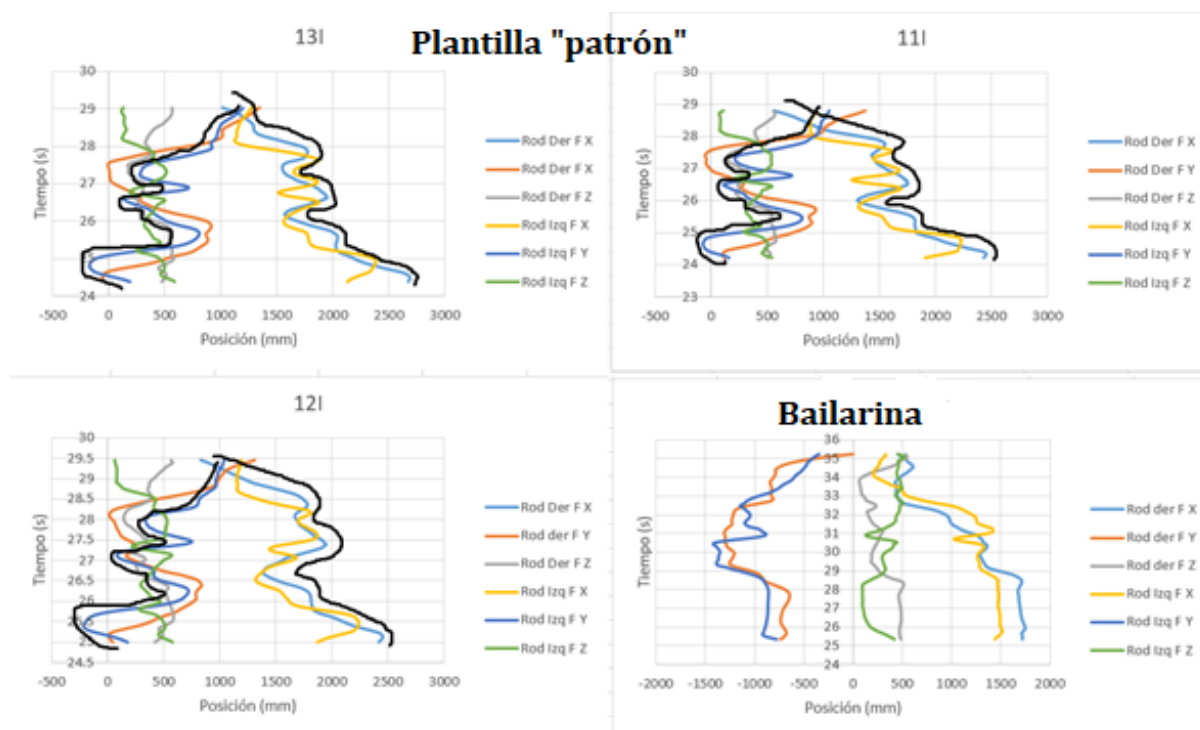 Plantilla "patrón"
13I
Tiempo (s)
30
29
28
27
26
24
-500 0 500 1000 1500 2000 2500 3000
Posición (mm)
Rod Der F X
Rod Der F X
Rod Der F Z
Rod Izq F X
Rod Izq F Y
Rod Izq F Z
11I
Tiempo (s)
30
29
28
27
26
25
24
23
-500 0 500 1000 1500 2000 2500 3000
Posición (mm)
Rod Der F X
Rod Der F Y
Rod Der F Z
Rod Izq F X
Rod Izq F Y
Rod Izq F Z
12I
Tiempo (s)
30
29.5
29
28.5
28
27.5
27
26.5
26
25
24.5
-500 0 500 1000 1500 2000 2500 3000
Posición (mm)
Rod Der F X
Rod der F Y
Rod Der F Z
Rod Izq F X
Rod Izq F Y
Rod Izq F Z
Bailarina
Tiempo (s)
36
35
34
33
32
31
30
29
28
27
26
25
24
-2000 -1500 -1000 -500 0 500 1000 1500 2000
Posición (mm)
Rod der F X
Rod der F Y
Rod der F Z
Rod Izq F X
Rod Izq F Y
Rod Izq F Z